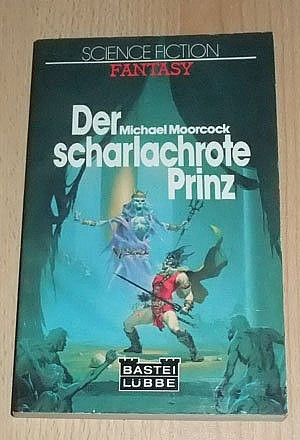 SCIENCE FICTION
FANTASY
Der
Michael Moorcock
scharlachrote
Prinz
BASTEI
LÜBBE